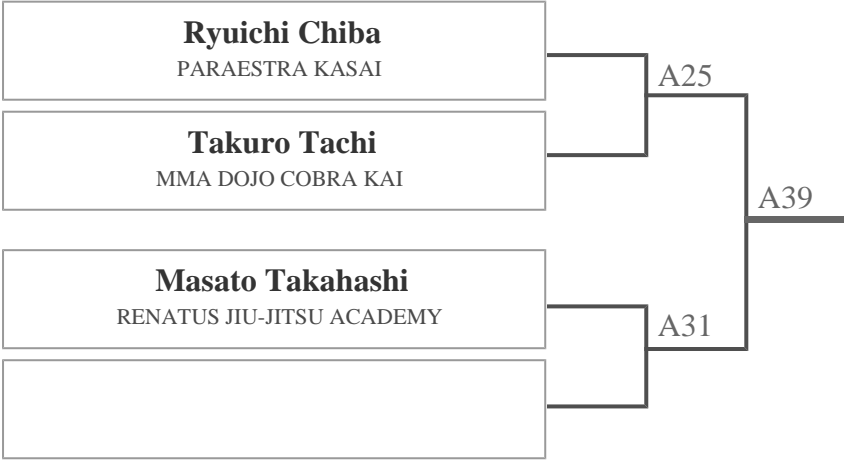 Ryuichi Chiba
PARAESTRA KASAI
A25
Takuro Tachi
MMA DOJO COBRA KAI
A39
Masato Takahashi
RENATUS JIU-JITSU ACADEMY
A31